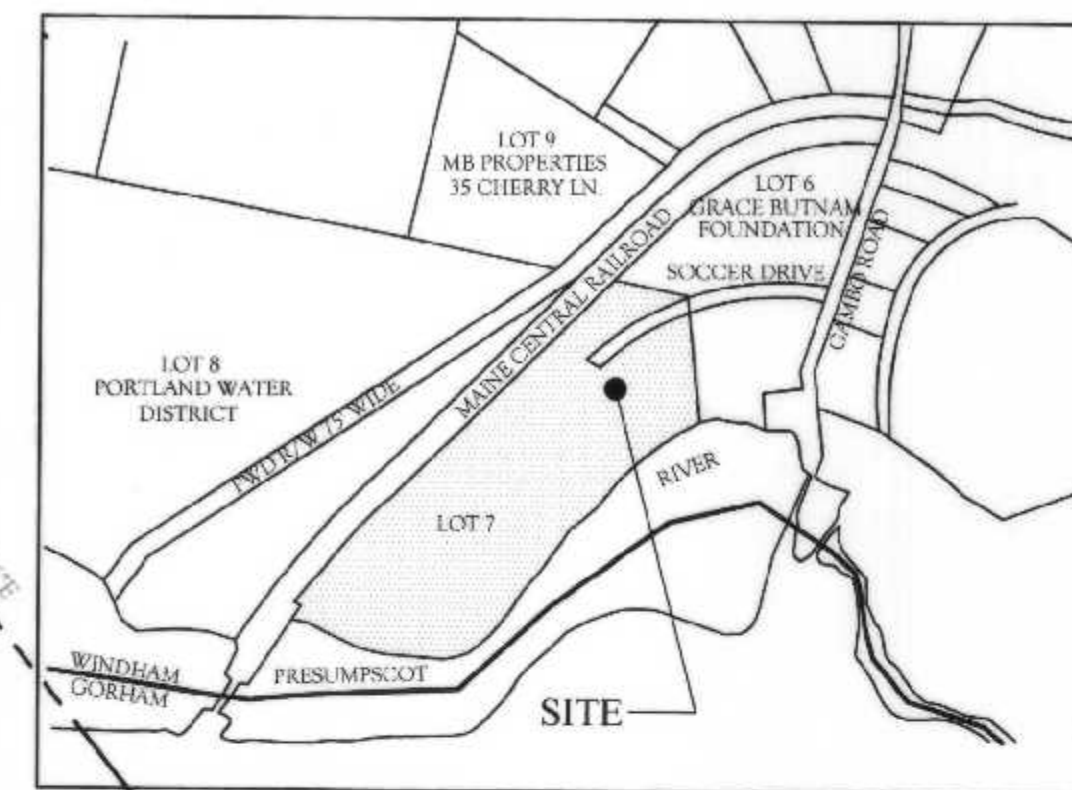 LOT 9
MB PROPERTIES
35 CHERRY LN
LOT 6
GRACE BUTNAM
FOUNDATION
SOCCER DRIVE
GAMBO ROAD
MAINE CENTRAL RAILROAD
LOT 8
PORTLAND WATER
DISTRICT
PWD R/W 75' WIDE
RIVER
LOT 7
WINDHAM
GORHAM
PRESUMPSCOT
SITE